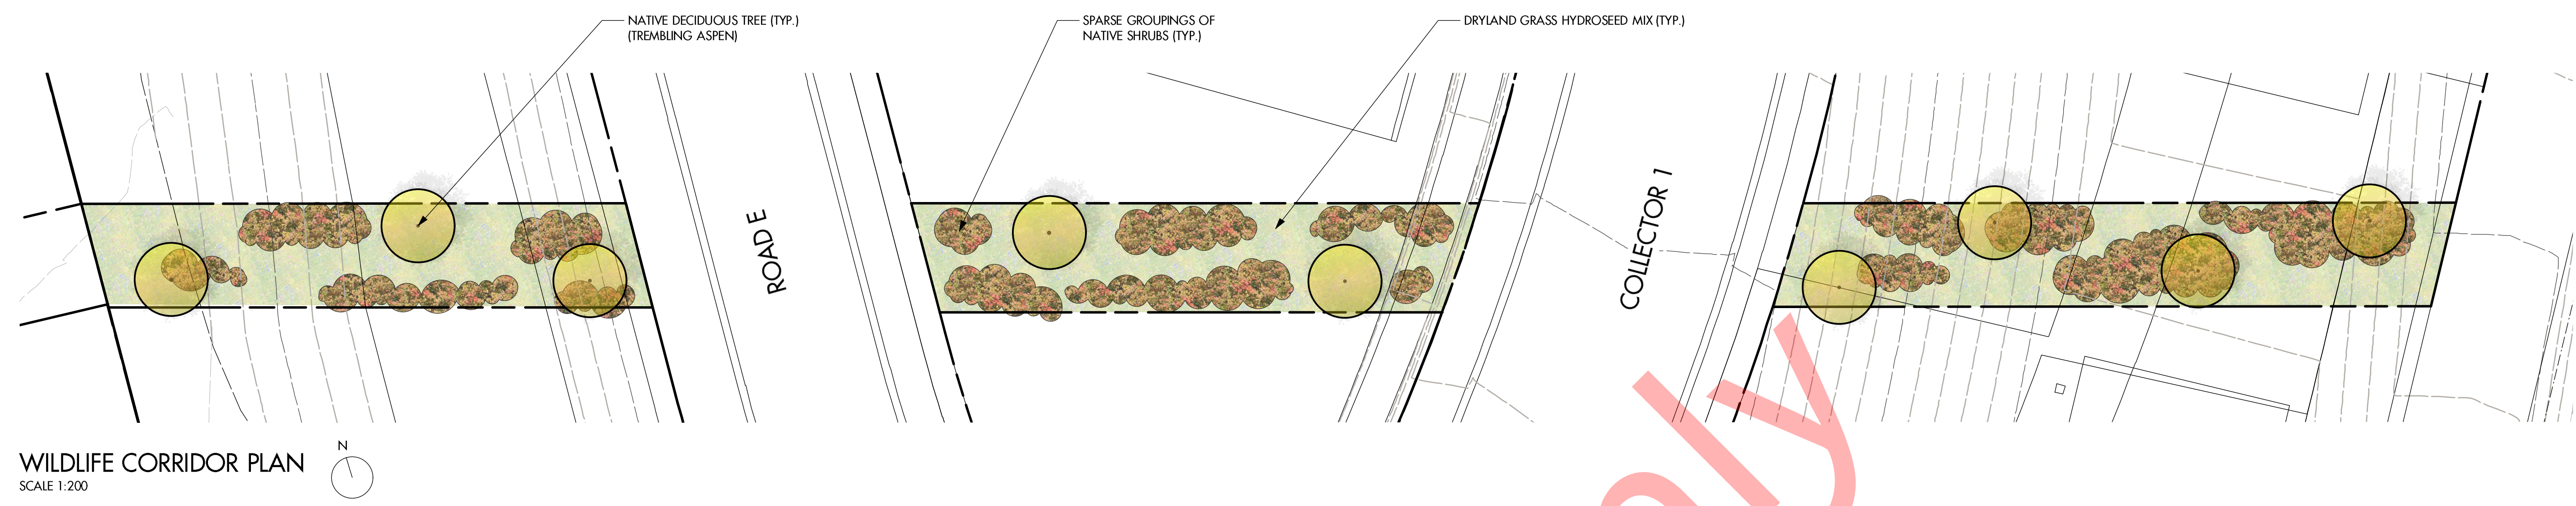 NATIVE DECIDUOUS TREE (TYP.)
(TREMBLING ASPEN)
SPARSE GROUPINGS OF
NATIVE SHRUBS (TYP.)
DRYLAND GRASS HYDROSEED MIX (TYP.)
ROAD E
COLLECTOR 1
WILDLIFE CORRIDOR PLAN
SCALE 1:200
N